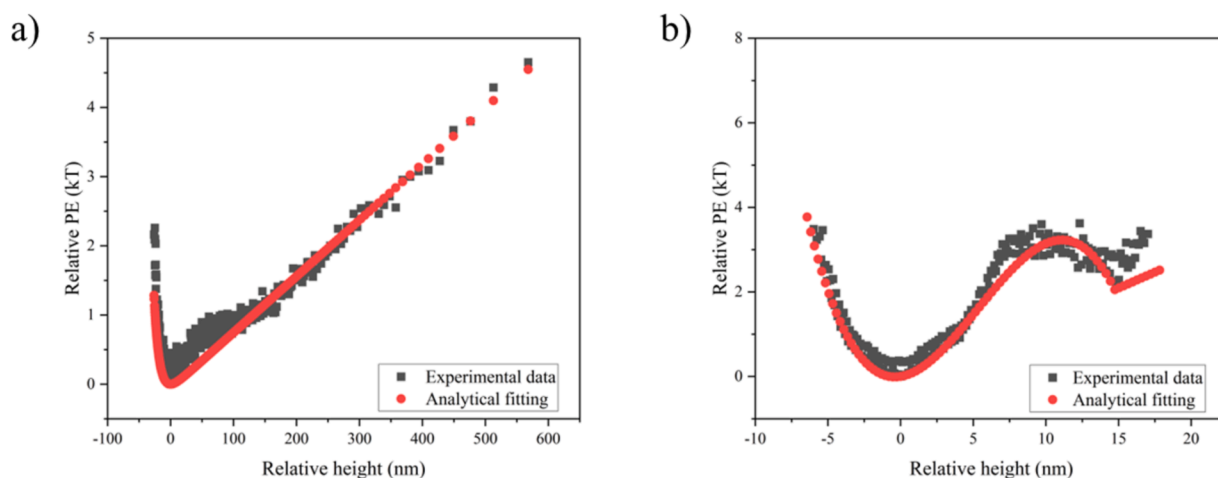 a)
5
4
3
2
1
0
Relative PE (kT)
-100 0 100 200 300 400 500 600
Relative height (nm)
Experimental data
Analytical fitting
b)
8
6
4
2
0
Relative PE (kT)
-10 -5 0 5 10 15 20
Relative height (nm)
Experimental data
Analytical fitting